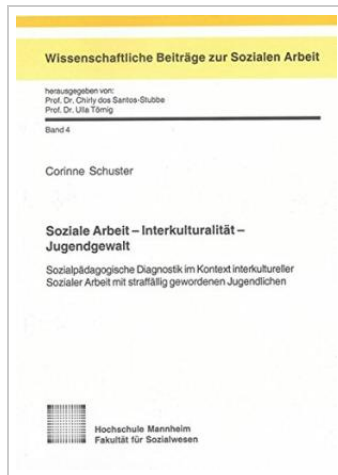 Wissenschaftliche Beiträge zur Sozialen Arbeit
herausgegeben von:
Prof. Dr. Chirly dos Santos-Stubbe
Prof. Dr. Ulla Törnig
Band 4
Corinne Schuster
Soziale Arbeit – Interkulturalität –
Jugendgewalt
Sozialpädagogische Diagnostik im Kontext interkultureller
Sozialer Arbeit mit straffällig gewordenen Jugendlichen
Hochschule Mannheim
Fakultät für Sozialwesen